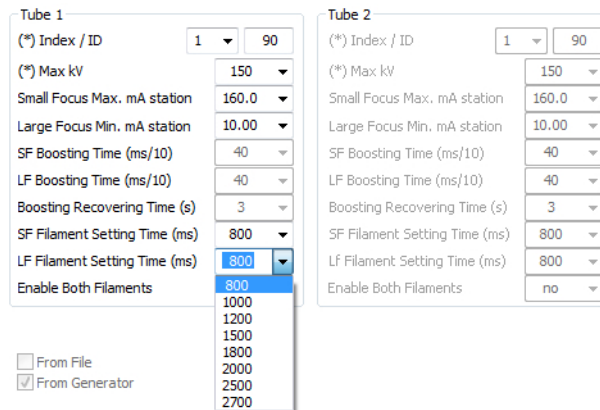 Tube 1
(*) Index / ID 1 90
(*) Max kV 150
Small Focus Max. mA station 160.0
Large Focus Min. mA station 10.00
SF Boosting Time (ms/10) 40
LF Boosting Time (ms/10) 40
Boosting Recovering Time (s) 3
SF Filament Setting Time (ms) 800
LF Filament Setting Time (ms) 800
Enable Both Filaments
800
1000
1200
1500
1800
2000
2500
2700
From File
From Generator
Tube 2
(*) Index / ID 1 90
(*) Max kV 150
Small Focus Max. mA station 160.0
Large Focus Min. mA station 10.00
SF Boosting Time (ms/10) 40
LF Boosting Time (ms/10) 40
Boosting Recovering Time (s) 3
SF Filament Setting Time (ms) 800
Lf Filament Setting Time (ms) 800
Enable Both Filaments no